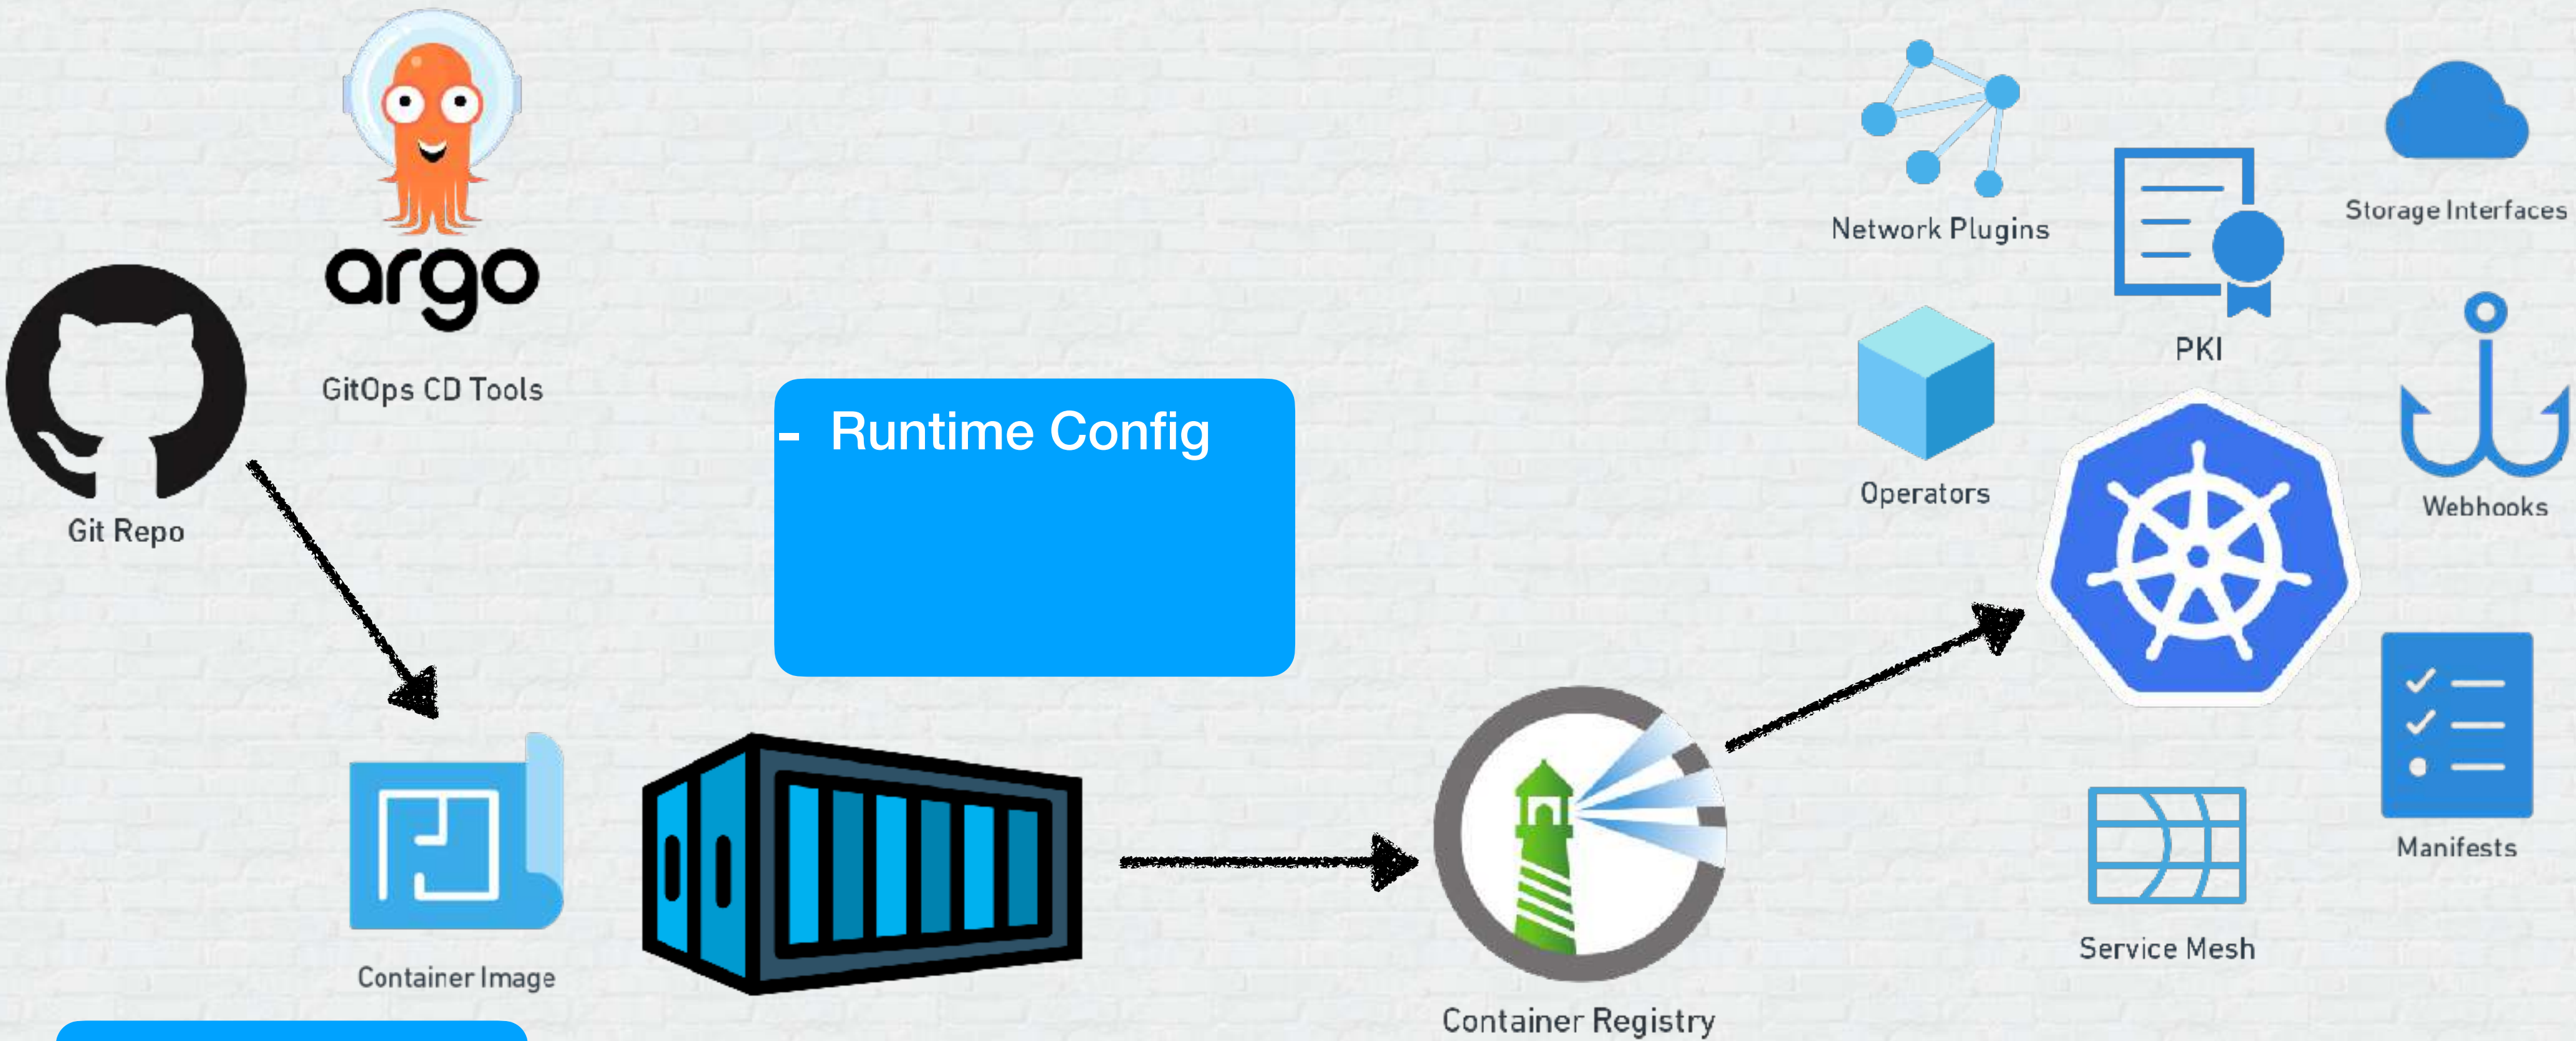 argo
GitOps CD Tools
Git Repo
- Runtime Config
Container Image
Container Registry
Network Plugins
Storage Interfaces
PKI
Operators
Webhooks
Manifests
Service Mesh